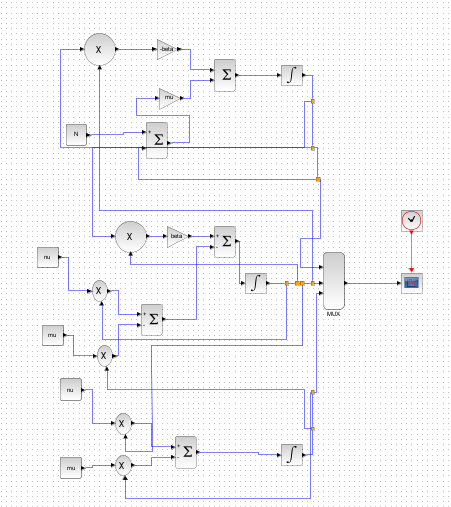 X
-beta
Σ
∫
mu
N
+
-
Σ
X
beta
+
-
Σ
nu
∫
X
+
-
Σ
MUX
mu
X
nu
X
+
-
Σ
∫
mu
X